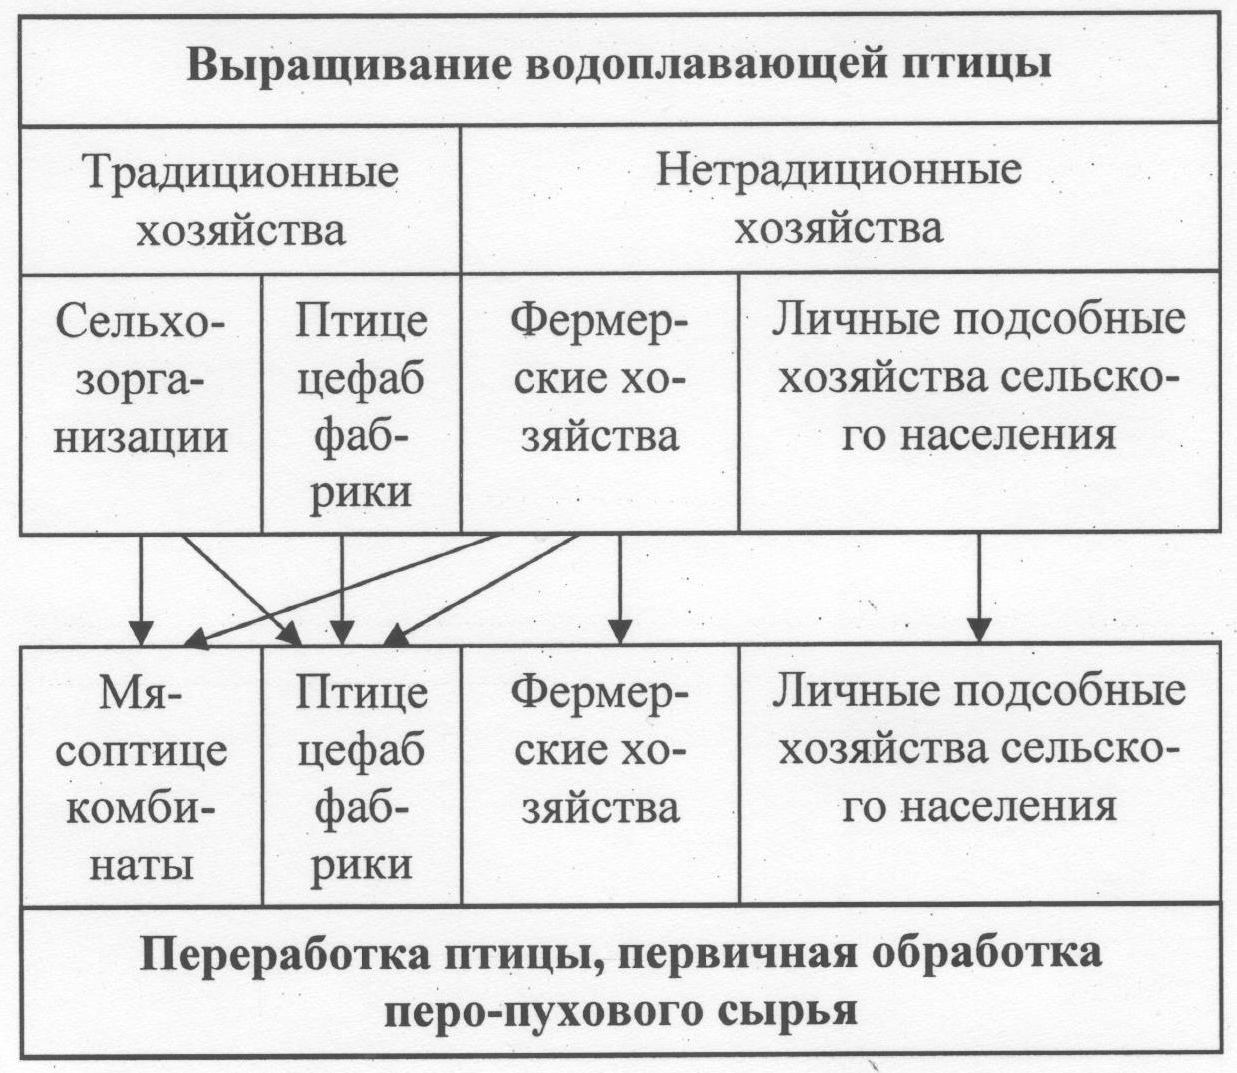 Выращивание водоплавающей птицы
Традиционные
хозяйства
Нетрадиционные
хозяйства
Сельхо-
зорга-
низации
Птице
цефаб
фаб-
рики
Фермер-
ские хо-
зяйства
Личные подсобные
хозяйства сельско-
го населения
Мя-
соптице
комби-
наты
Птице
цефаб
фаб-
рики
Фермер-
ские хо-
зяйства
Личные подсобные
хозяйства сельско-
го населения
Переработка птицы, первичная обработка
перо-пухового сырья